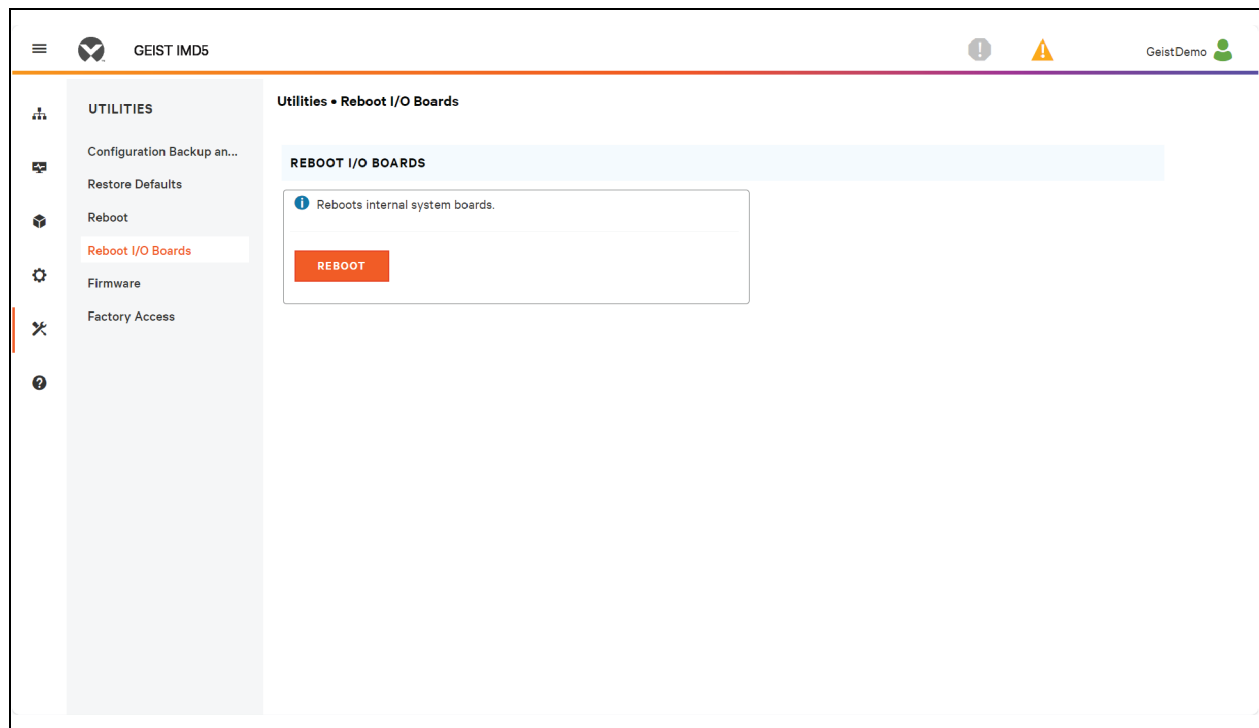 GEIST IMD5
GeistDemo
UTILITIES
Configuration Backup an...
Restore Defaults
Reboot
Reboot I/O Boards
Firmware
Factory Access
Utilities • Reboot I/O Boards
REBOOT I/O BOARDS
Reboots internal system boards.
REBOOT